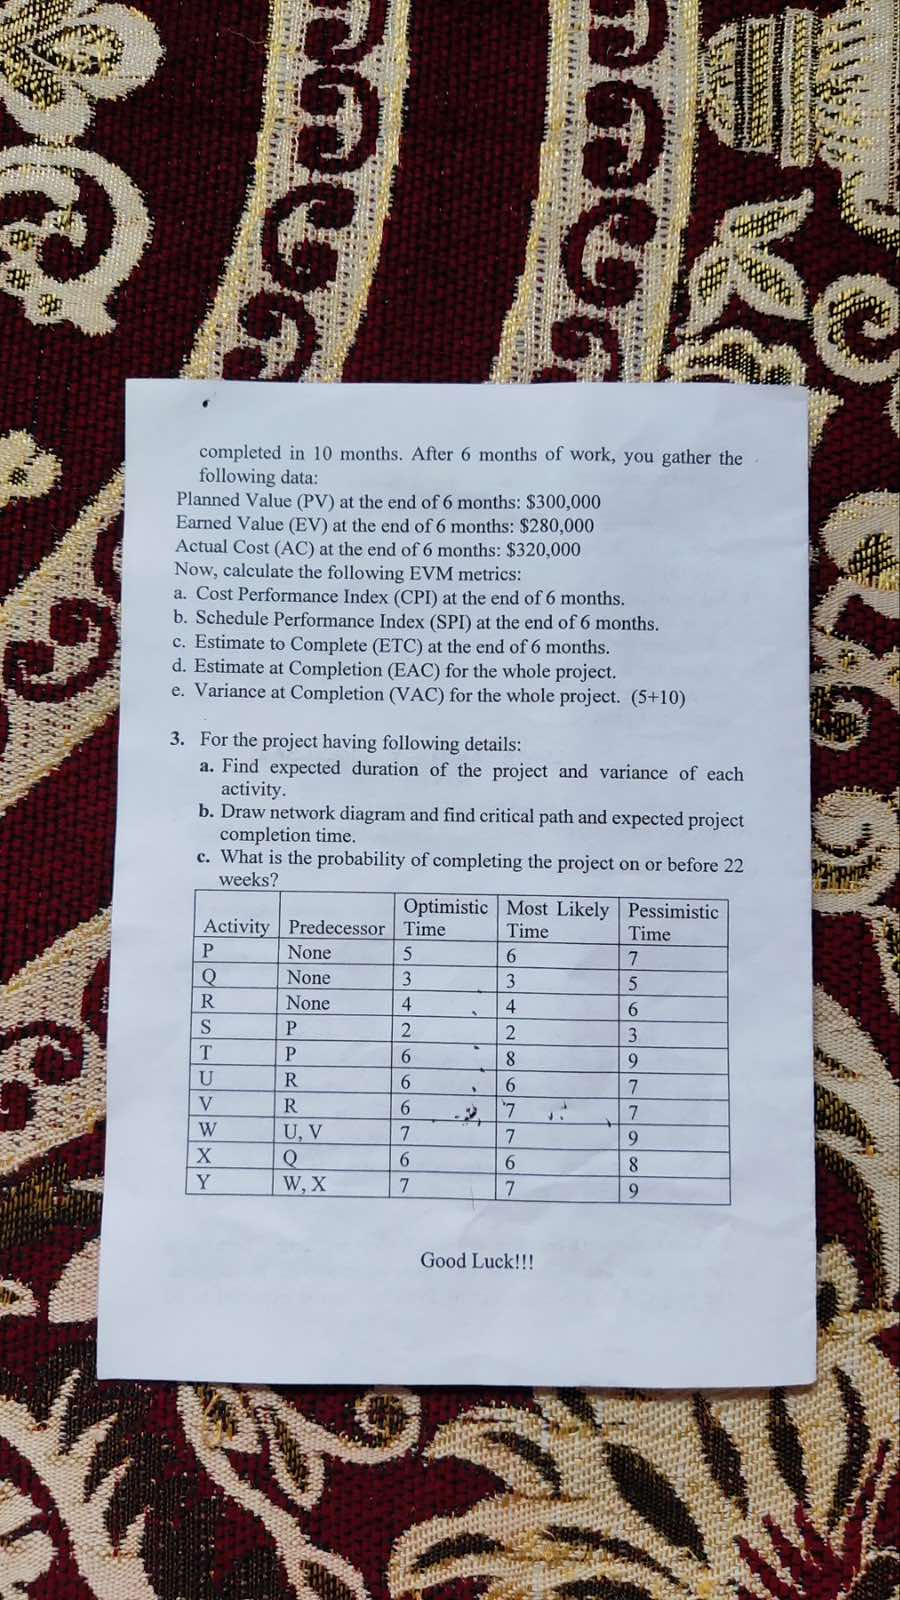 completed in 10 months. After 6 months of work, you gather the
following data:
Planned Value (PV) at the end of 6 months: $300,000
Earned Value (EV) at the end of 6 months: $280,000
Actual Cost (AC) at the end of 6 months: $320,000
Now, calculate the following EVM metrics:
a. Cost Performance Index (CPI) at the end of 6 months.
b. Schedule Performance Index (SPI) at the end of 6 months.
c. Estimate to Complete (ETC) at the end of 6 months.
d. Estimate at Completion (EAC) for the whole project.
e. Variance at Completion (VAC) for the whole project. (5+10)
3. For the project having following details:
a. Find expected duration of the project and variance of each
activity.
b. Draw network diagram and find critical path and expected project
completion time.
c. What is the probability of completing the project on or before 22
weeks?
Activity Predecessor Optimistic Time Most Likely Time Pessimistic Time
P None 5 6 7
Q None 3 3 5
R None 4 4 6
S P 2 2 3
T P 6 8 9
U R 6 6 7
V R 6 7 7
W U, V 7 7 9
X Q 6 6 8
Y W, X 7 7 9
Good Luck!!!